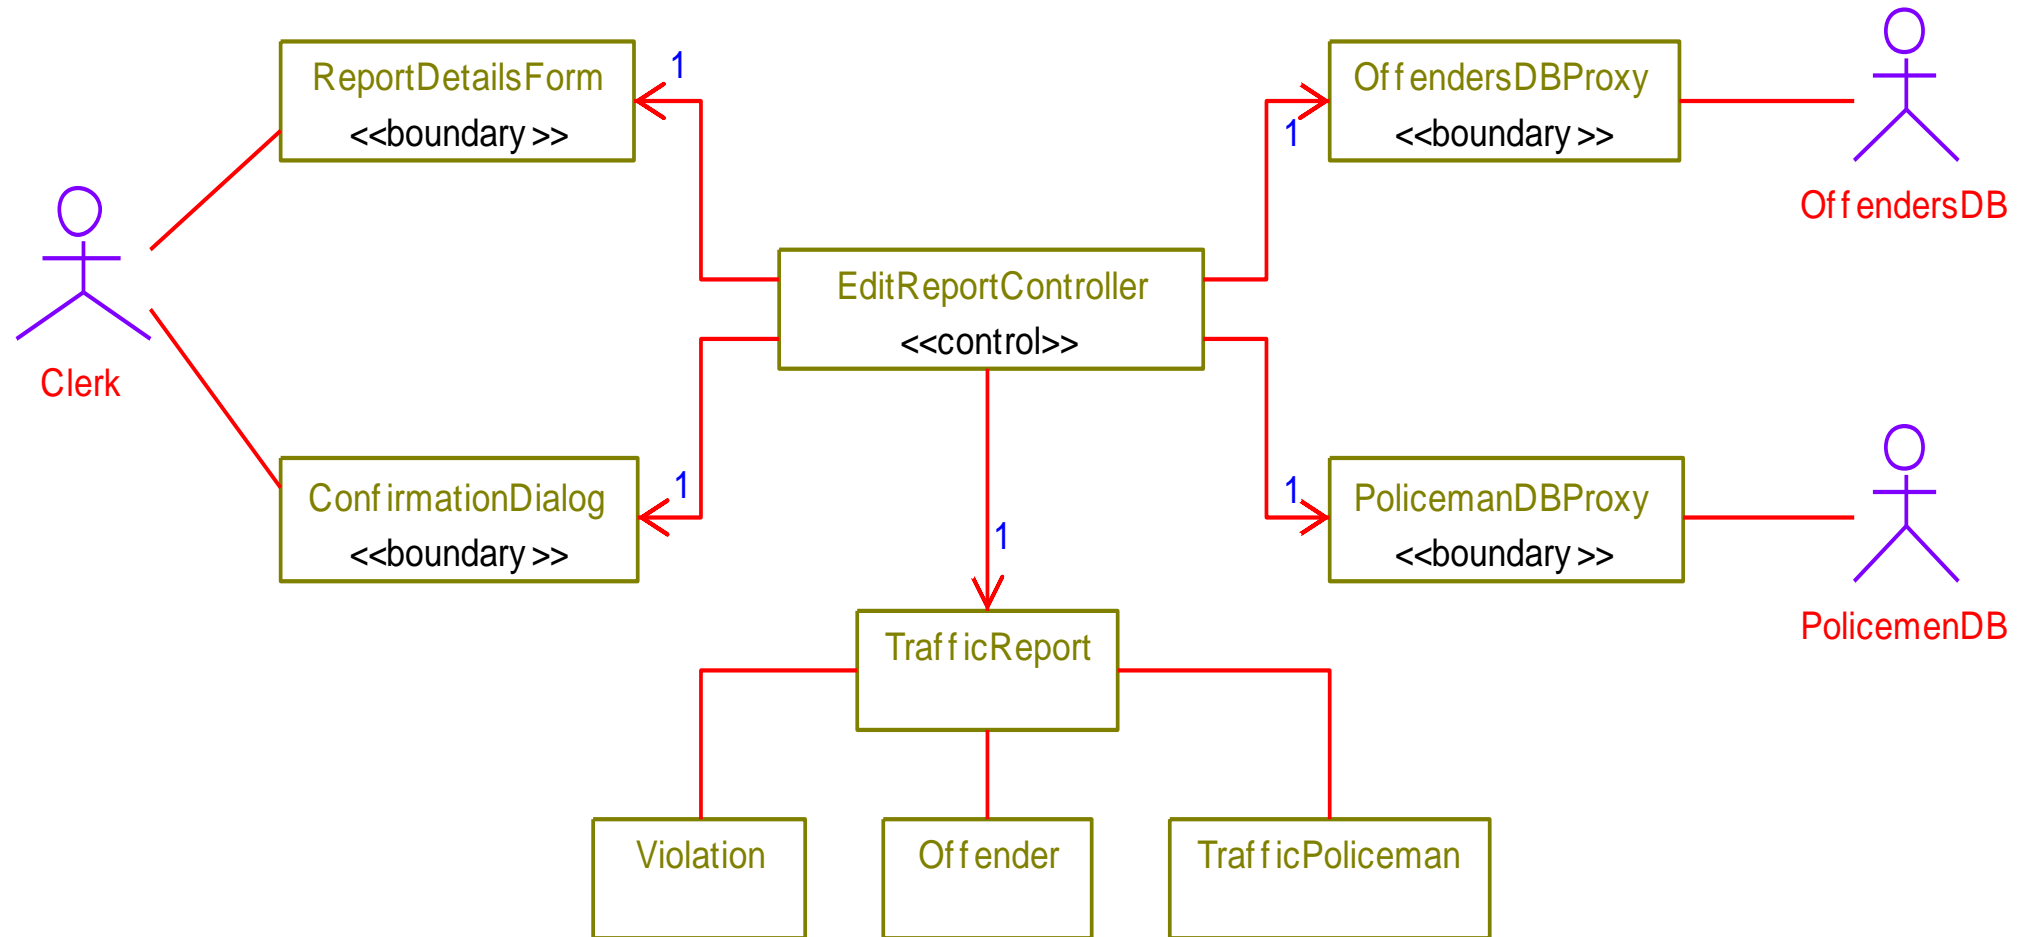 ReportDetailsForm
<<boundary>>
1
OffendersDBProxy
<<boundary>>
1
OffendersDB
EditReportController
<<control>>
Clerk
ConfirmationDialog
<<boundary>>
1
1
PolicemanDBProxy
<<boundary>>
1
PolicemenDB
TrafficReport
Violation
Offender
TrafficPoliceman